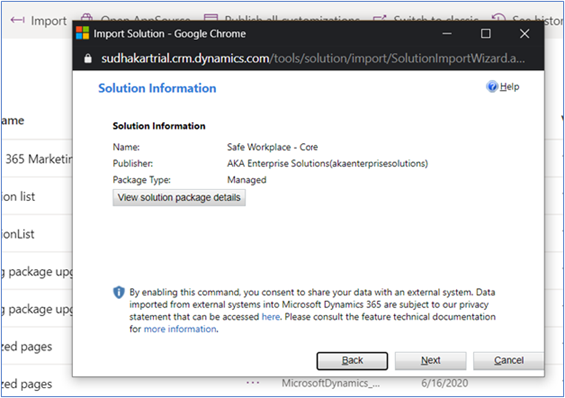 Import
Open AppSource
Publish all customizations
Switch to classic
See histor
Import Solution - Google Chrome
sudhakartrial.crm.dynamics.com/tools/solution/import/SolutionImportWizard.a...
Solution Information
Help
Solution Information
Name: Safe Workplace - Core
Publisher: AKA Enterprise Solutions(akaenterprisesolutions)
Package Type: Managed
View solution package details
By enabling this command, you consent to share your data with an external system. Data
imported from external systems into Microsoft Dynamics 365 are subject to our privacy
statement that can be accessed here. Please consult the feature technical documentation
for more information.
Back Next Cancel
ame
365 Marketin
ion list
ionList
g package upg
g package upg
zed pages
zed pages ... MicrosoftDynamics_... 6/16/2020